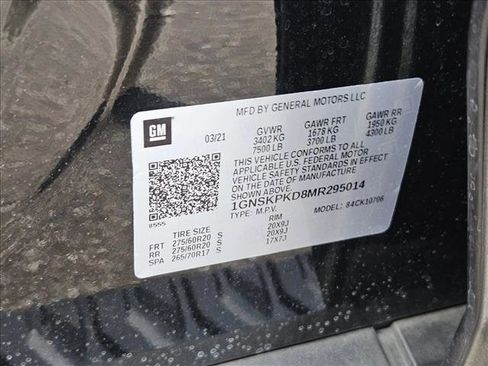 MFD BY GENERAL MOTORS LLC
GM
03/21
GVWR GAWR FRT GAWR RR
3402 KG 1678 KG 1950 KG
7500 LB 3700 LB 4300 LB
THIS VEHICLE CONFORMS TO ALL
APPLICABLE U.S. FEDERAL MOTOR
VEHICLE SAFETY STANDARDS IN EFFECT
ON THE DATE OF MANUFACTURE
SHOWN ABOVE.
1GNSKPKD8MR295014
TYPE: M.P.V. MODEL: 84CK10706
8555
TIRE SIZE RIM
FRT 275/60R20 S 20X9J
RR 275/60R20 S 20X9J
SPA 265/70R17 S 17X7J